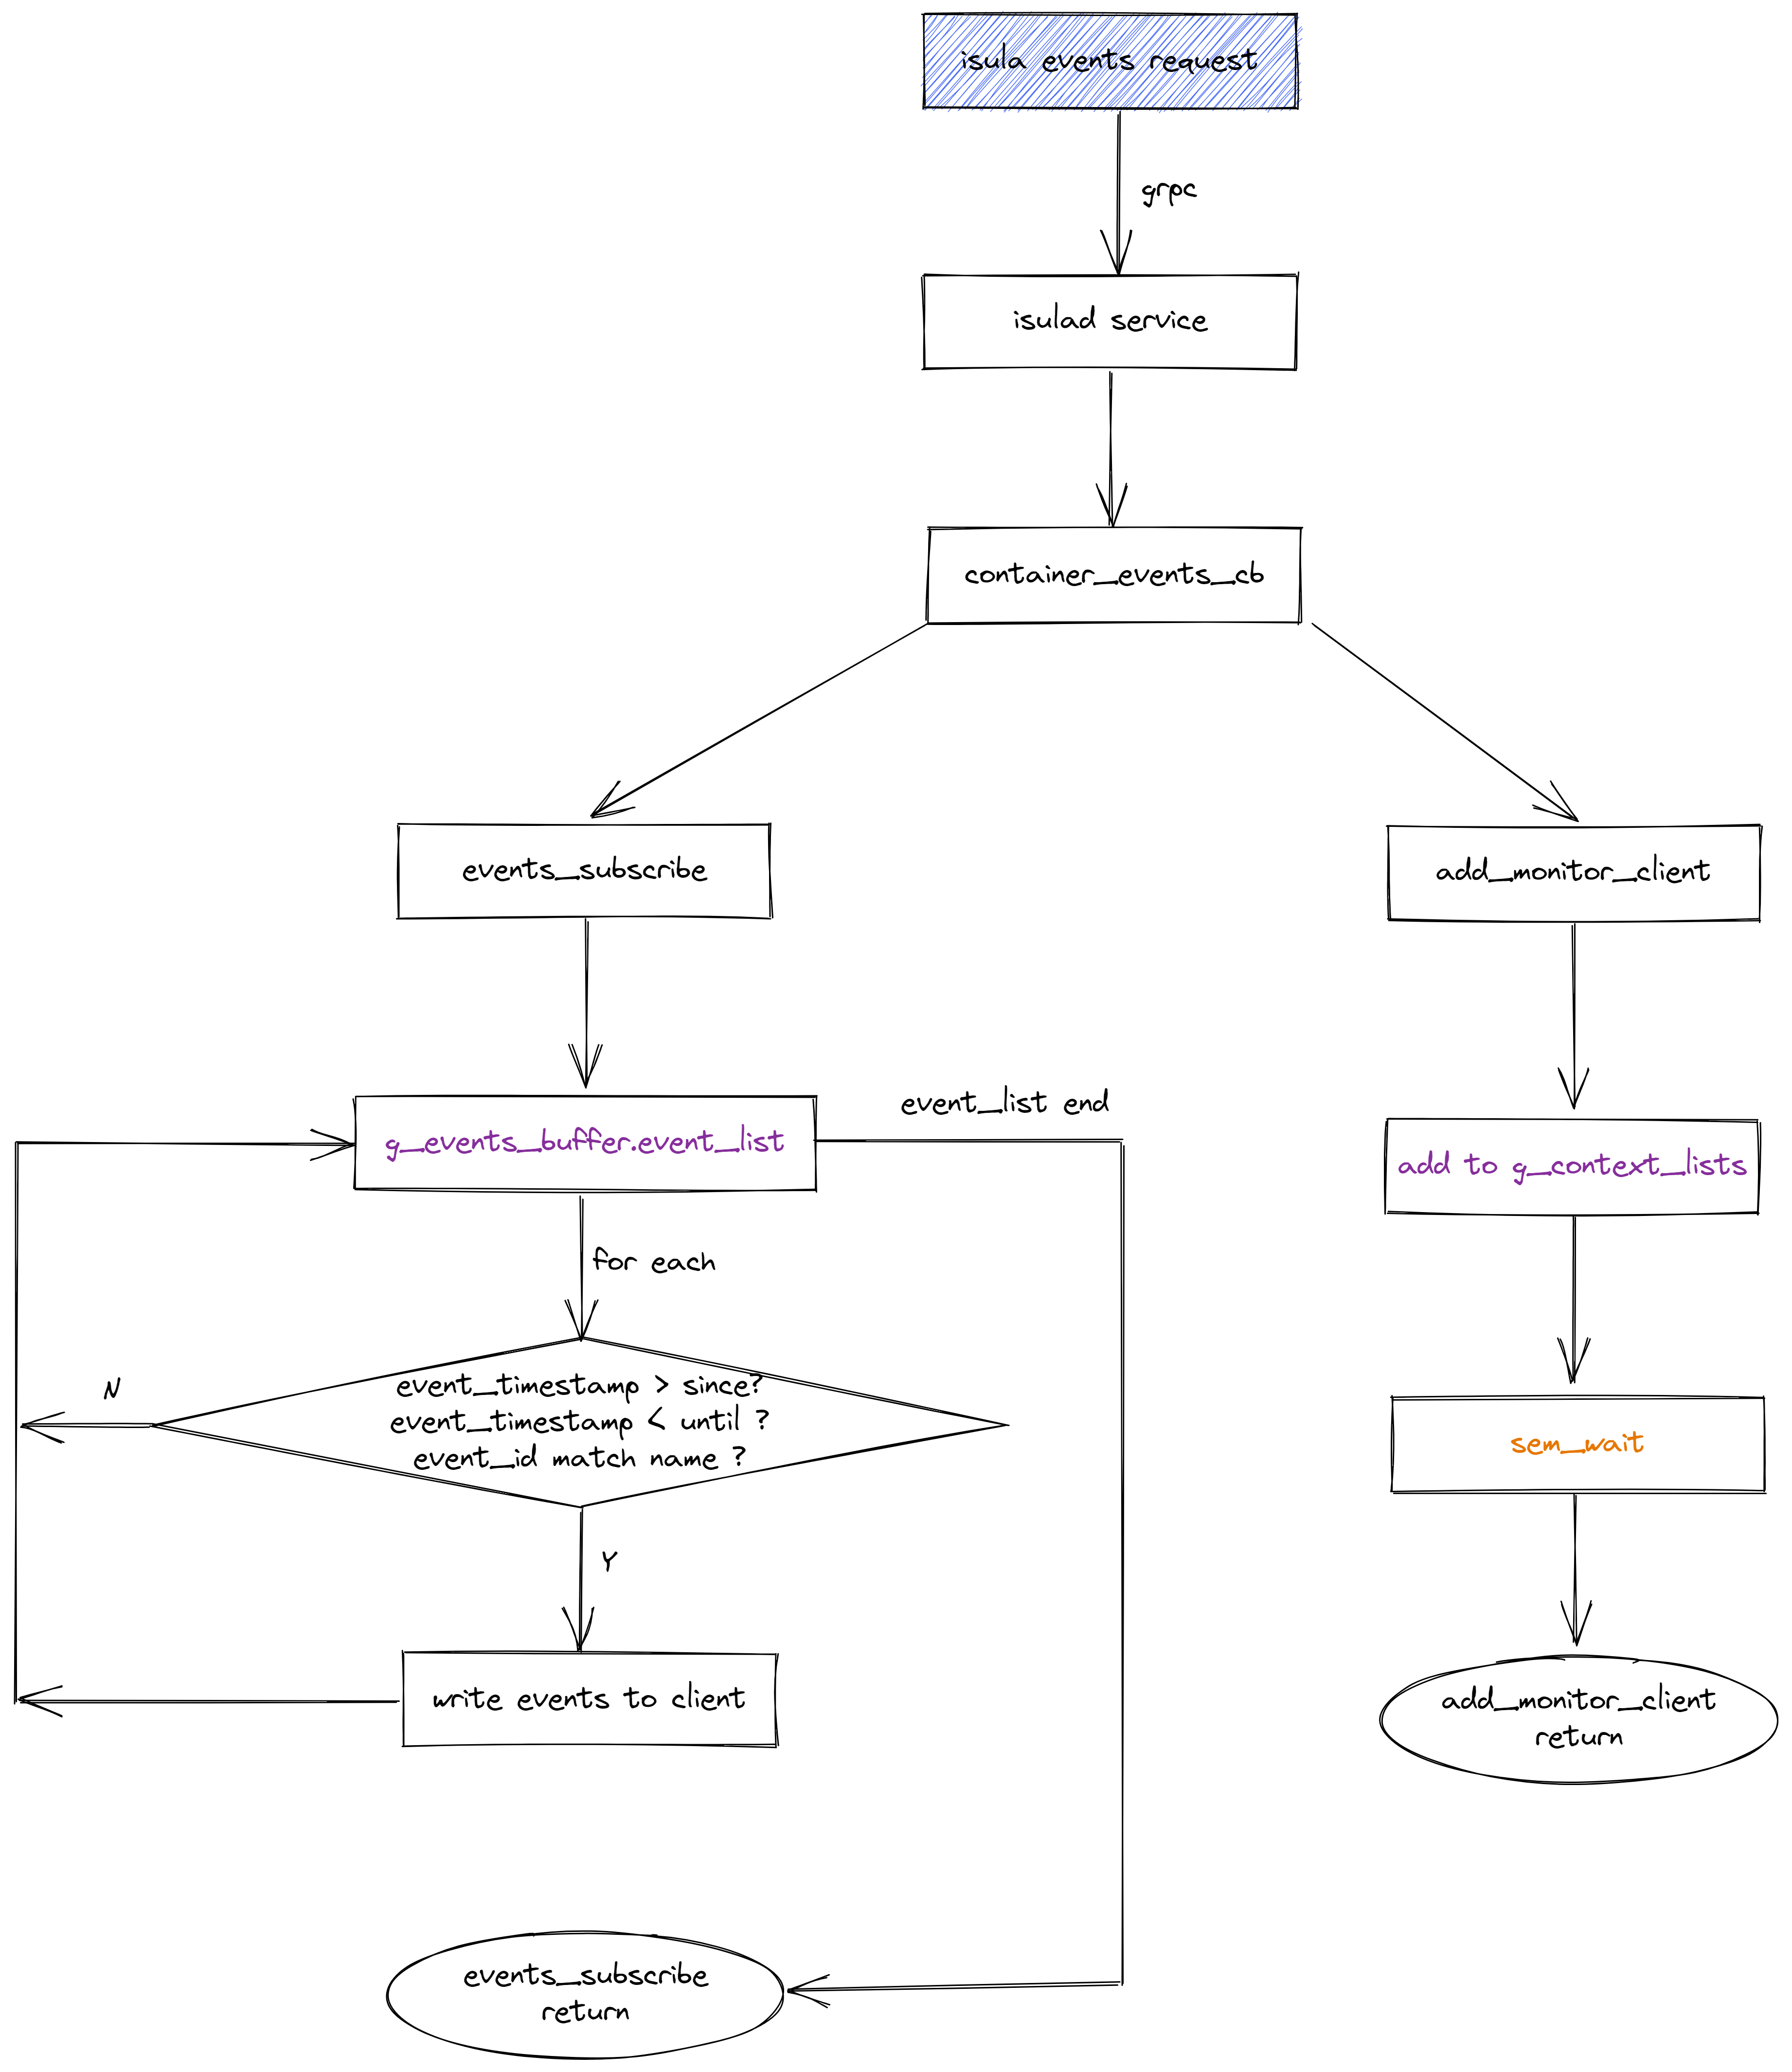 isula events request
grpc
isulad service
container_events_cb
events_subscribe
add_monitor_client
event_list end
g_events_buffer.event_list
add to g_context_lists
for each
event_timestamp > since?
event_timestamp < until ?
event_id match name ?
N
sem_wait
Y
write events to client
add_monitor_client
return
events_subscribe
return